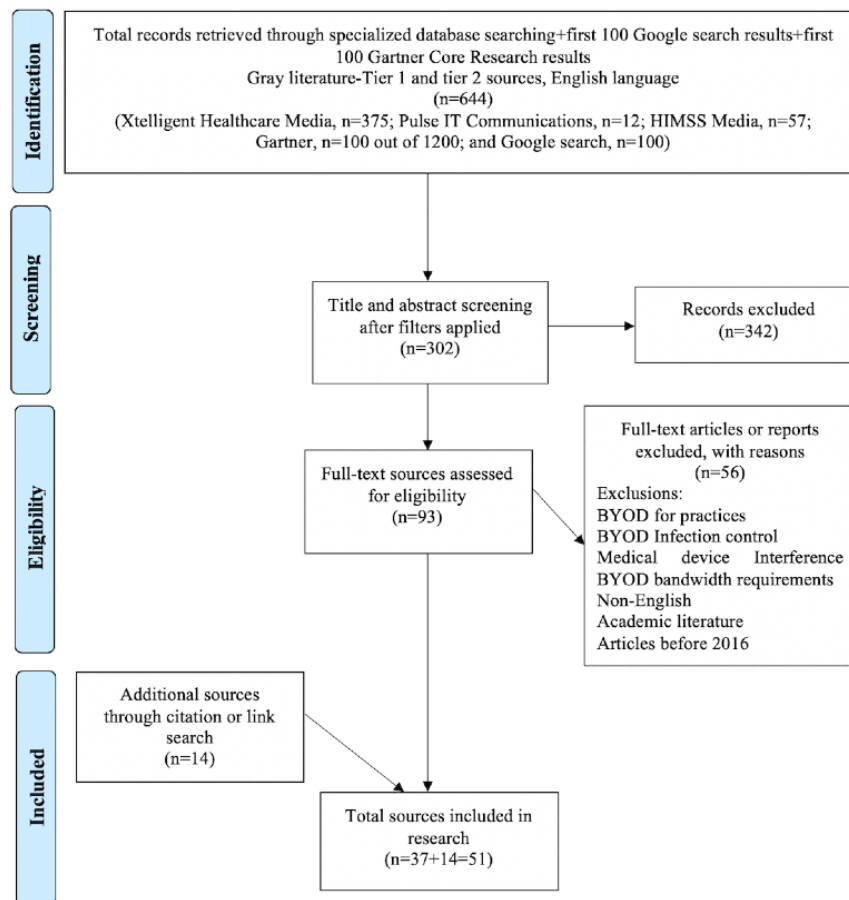 Identification
Total records retrieved through specialized database searching+first 100 Google search results+first
100 Gartner Core Research results
Gray literature-Tier 1 and tier 2 sources, English language
(n=644)
(Xtelligent Healthcare Media, n=375; Pulse IT Communications, n=12; HIMSS Media, n=57;
Gartner, n=100 out of 1200; and Google search, n=100)
Screening
Title and abstract screening
after filters applied
(n=302)
Records excluded
(n=342)
Eligibility
Full-text sources assessed
for eligibility
(n=93)
Full-text articles or reports
excluded, with reasons
(n=56)
Exclusions:
BYOD for practices
BYOD Infection control
Medical device Interference
BYOD bandwidth requirements
Non-English
Academic literature
Articles before 2016
Included
Additional sources
through citation or link
search
(n=14)
Total sources included in
research
(n=37+14=51)